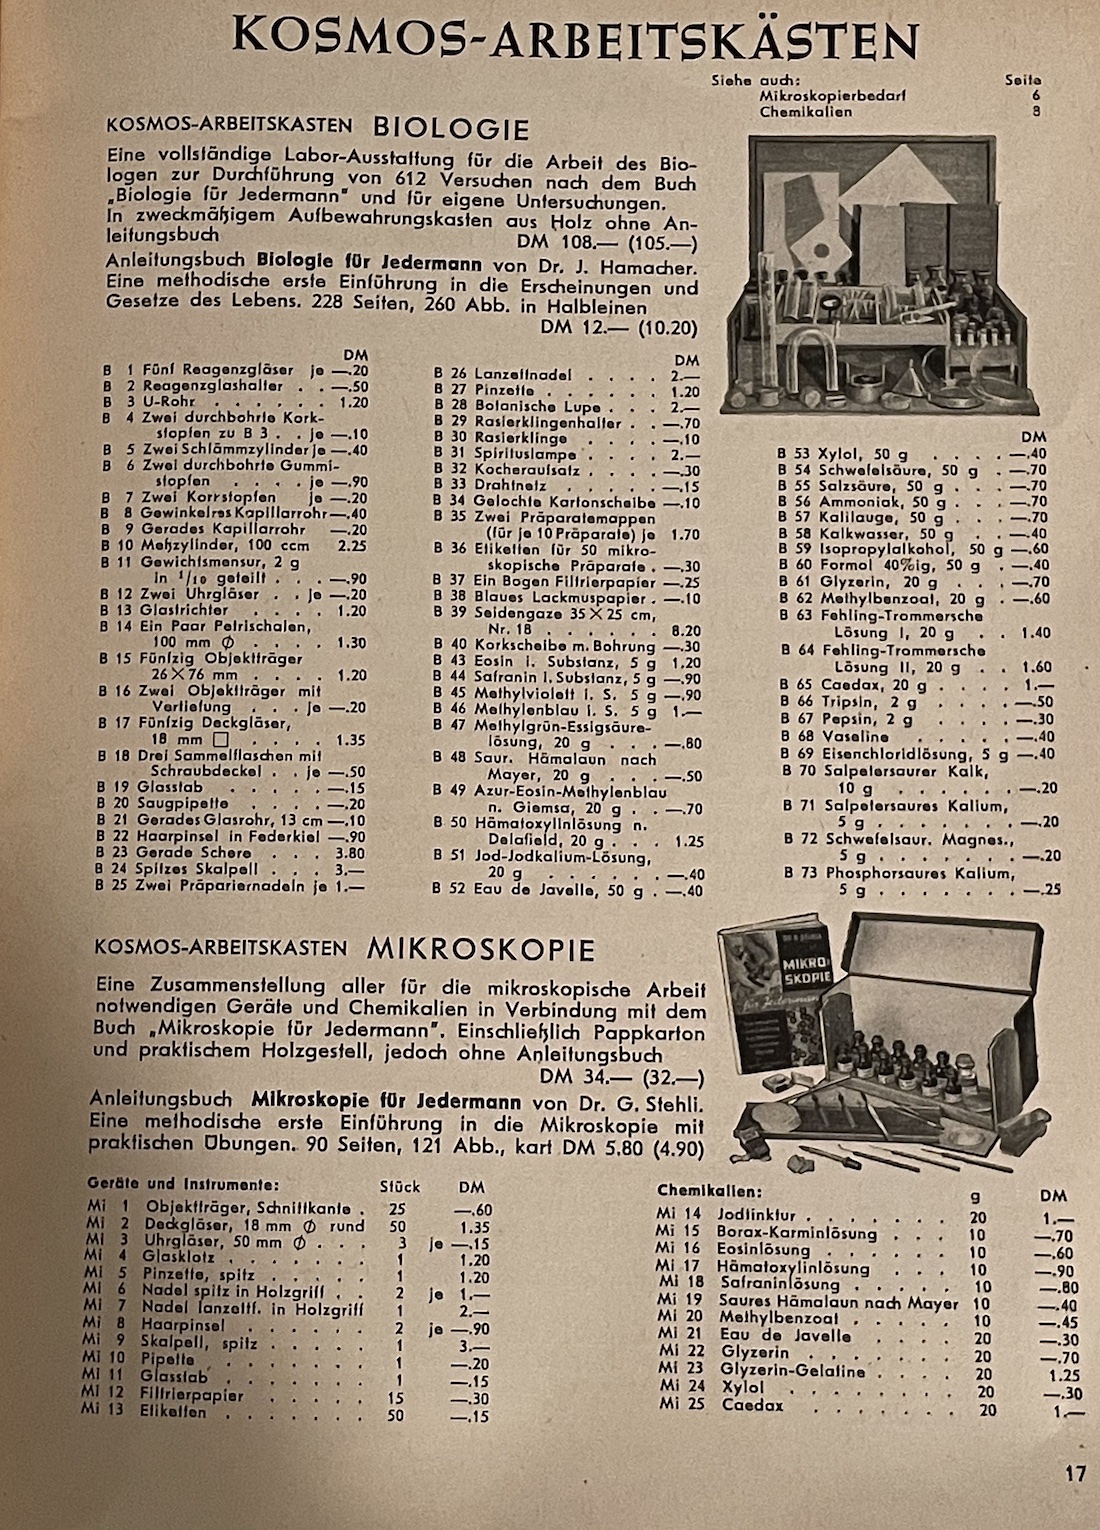 KOSMOS-ARBEITSKÄSTEN
Siehe auch: Seite
Mikroskopierbedarf 6
Chemikalien 8
KOSMOS-ARBEITSKASTEN BIOLOGIE
Eine vollständige Labor-Ausstattung für die Arbeit des Bio-
logen zur Durchführung von 612 Versuchen nach dem Buch
„Biologie für Jedermann" und für eigene Untersuchungen.
In zweckmäßigem Aufbewahrungskasten aus Holz ohne An-
leitungsbuch DM 108.— (105.—)
Anleitungsbuch Biologie für Jedermann von Dr. J. Hamacher.
Eine methodische erste Einführung in die Erscheinungen und
Gesetze des Lebens. 228 Seiten, 260 Abb. in Halbleinen
DM 12.— (10.20)
DM
B 1 Fünf Reagenzgläser je —.20
B 2 Reagenzglashalter . . —.50
B 3 U-Rohr . . . . . . 1.20
B 4 Zwei durchbohrte Kork-
stopfen zu B 3 . . je —.10
B 5 Zwei Schlämmzylinder je —.40
B 6 Zwei durchbohrte Gummi-
stopfen . . . . je —.90
B 7 Zwei Korkstopfen je —.20
B 8 Gewinkeltes Kapillarrohr —.40
B 9 Gerades Kapillarrohr —.20
B 10 Meßzylinder, 100 ccm 2.25
B 11 Gewichtsmensur, 2 g
in 1/10 geteilt . . . —.90
B 12 Zwei Uhrgläser . . je —.20
B 13 Glastrichter . . . . 1.20
B 14 Ein Paar Petrischalen,
100 mm ∅ . . . . 1.30
B 15 Fünfzig Objektträger
26×76 mm . . . . 1.20
B 16 Zwei Objektträger mit
Vertiefung . . . je —.20
B 17 Fünfzig Deckgläser,
18 mm □ . . . . 1.35
B 18 Drei Sammelflaschen mit
Schraubdeckel . . je —.50
B 19 Glasstab . . . . . —.15
B 20 Saugpipette . . . . —.20
B 21 Gerades Glasrohr, 13 cm —.10
B 22 Haarpinsel in Federkiel —.90
B 23 Gerade Schere . . . 3.80
B 24 Spitzes Skalpell . . . 3.—
B 25 Zwei Präpariernadeln je 1.—
DM
B 26 Lanzettnadel . . . . 2.—
B 27 Pinzette . . . . . . 1.20
B 28 Botanische Lupe . . . 2.—
B 29 Rasierklingenhalter . . —.70
B 30 Rasierklinge . . . . —.10
B 31 Spirituslampe . . . . 2.—
B 32 Kocheraufsatz . . . . —.30
B 33 Drahtnetz . . . . . —.15
B 34 Gelochte Kartonscheibe —.10
B 35 Zwei Präparatemappen
(für je 10 Präparate) je 1.70
B 36 Etiketten für 50 mikro-
skopische Präparate . —.30
B 37 Ein Bogen Filtrierpapier —.25
B 38 Blaues Lackmuspapier . —.10
B 39 Seidengaze 35×25 cm,
Nr. 18 . . . . . . 8.20
B 40 Korkscheibe m. Bohrung —.30
B 43 Eosin i. Substanz, 5 g 1.20
B 44 Safranin i. Substanz, 5 g —.90
B 45 Methylviolett i. S. 5 g —.90
B 46 Methylenblau i. S. 5 g 1.—
B 47 Methylgrün-Essigsäure-
lösung, 20 g . . . —.80
B 48 Saur. Hämalaun nach
Mayer, 20 g . . . —.50
B 49 Azur-Eosin-Methylenblau
n. Giemsa, 20 g . . —.70
B 50 Hämatoxylinlösung n.
Delafield, 20 g . . . 1.25
B 51 Jod-Jodkalium-Lösung,
20 g . . . . . . —.40
B 52 Eau de Javelle, 50 g . —.40
DM
B 53 Xylol, 50 g . . . . —.40
B 54 Schwefelsäure, 50 g . —.70
B 55 Salzsäure, 50 g . . . —.70
B 56 Ammoniak, 50 g . . . —.70
B 57 Kalilauge, 50 g . . . —.70
B 58 Kalkwasser, 50 g . . —.40
B 59 Isopropylalkohol, 50 g —.60
B 60 Formol 40%ig, 50 g . —.40
B 61 Glyzerin, 20 g . . . —.70
B 62 Methylbenzoat, 20 g . —.60
B 63 Fehling-Trommersche
Lösung I, 20 g . . 1.40
B 64 Fehling-Trommersche
Lösung II, 20 g . . 1.60
B 65 Caedax, 20 g . . . . 1.—
B 66 Tripsin, 2 g . . . . —.50
B 67 Pepsin, 2 g . . . . —.30
B 68 Vaseline . . . . . —.40
B 69 Eisenchloridlösung, 5 g —.40
B 70 Salpetersaurer Kalk,
10 g . . . . . . —.20
B 71 Salpetersaures Kalium,
5 g . . . . . . . —.20
B 72 Schwefelsaur. Magnes.,
5 g . . . . . . . —.20
B 73 Phosphorsaures Kalium,
5 g . . . . . . . —.25
KOSMOS-ARBEITSKASTEN MIKROSKOPIE
Eine Zusammenstellung aller für die mikroskopische Arbeit
notwendigen Geräte und Chemikalien in Verbindung mit dem
Buch „Mikroskopie für Jedermann". Einschließlich Pappkarton
und praktischem Holzgestell, jedoch ohne Anleitungsbuch
DM 34.— (32.—)
Anleitungsbuch Mikroskopie für Jedermann von Dr. G. Stehli.
Eine methodische erste Einführung in die Mikroskopie mit
praktischen Übungen. 90 Seiten, 121 Abb., kart DM 5.80 (4.90)
MIKRO-
SKOPIE
für Jedermann
Geräte und Instrumente: Stück DM
Mi 1 Objektträger, Schnittkante . 25 —.60
Mi 2 Deckgläser, 18 mm ∅ rund 50 1.35
Mi 3 Uhrgläser, 50 mm ∅ . . . 3 je —.15
Mi 4 Glasklotz . . . . . . . 1 1.20
Mi 5 Pinzette, spitz . . . . . 1 1.20
Mi 6 Nadel spitz in Holzgriff . . 2 je 1.—
Mi 7 Nadel lanzettf. in Holzgriff 1 2.—
Mi 8 Haarpinsel . . . . . . 2 je —.90
Mi 9 Skalpell, spitz . . . . . 1 3.—
Mi 10 Pipette . . . . . . . 1 —.20
Mi 11 Glasstab . . . . . . . 1 —.15
Mi 12 Filtrierpapier . . . . . 15 —.30
Mi 13 Etiketten . . . . . . . 50 —.15
Chemikalien: g DM
Mi 14 Jodtinktur . . . . . . . 20 1.—
Mi 15 Borax-Karminlösung . . . 10 —.70
Mi 16 Eosinlösung . . . . . . 10 —.60
Mi 17 Hämatoxylinlösung . . . 10 —.90
Mi 18 Safraninlösung . . . . . 10 —.80
Mi 19 Saures Hämalaun nach Mayer 10 —.40
Mi 20 Methylbenzoat . . . . . 10 —.45
Mi 21 Eau de Javelle . . . . . 20 —.30
Mi 22 Glyzerin . . . . . . . 20 —.70
Mi 23 Glyzerin-Gelatine . . . . 20 1.25
Mi 24 Xylol . . . . . . . . 20 —.30
Mi 25 Caedax . . . . . . . 20 1.—
17